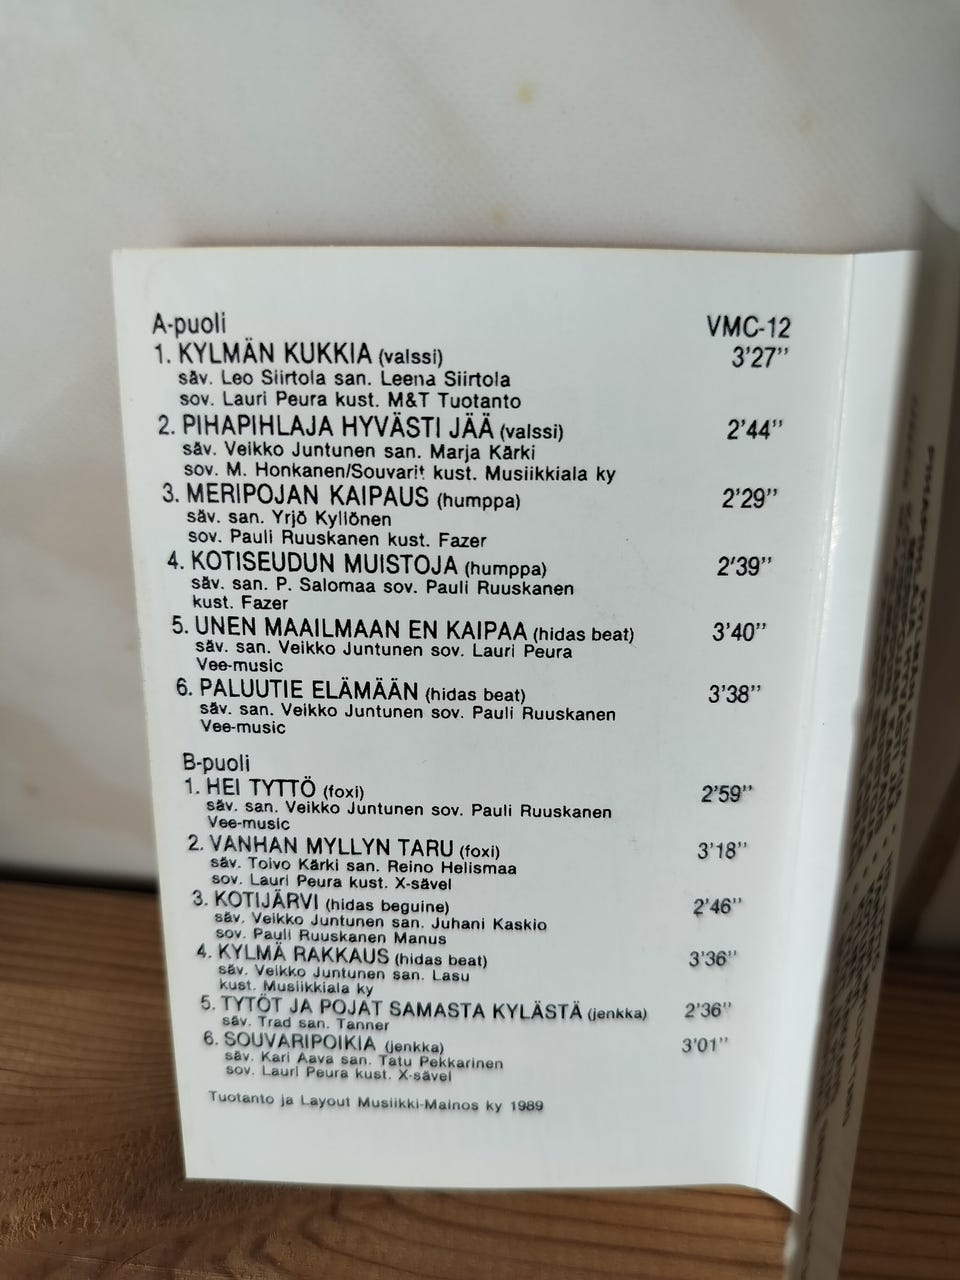 A-puoli VMC-12
1. KYLMÄN KUKKIA (valssi) 3'27"
säv. Leo Siirtola san. Leena Siirtola
sov. Lauri Peura kust. M&T Tuotanto
2. PIHAPIHLAJA HYVÄSTI JÄÄ (valssi) 2'44"
säv. Veikko Juntunen san. Marja Kärki
sov. M. Honkanen/Souvarit kust. Musiikkiala ky
3. MERIPOJAN KAIPAUS (humppa) 2'29"
säv. san. Yrjö Kyllönen
sov. Pauli Ruuskanen kust. Fazer
4. KOTISEUDUN MUISTOJA (humppa) 2'39"
säv. san. P. Salomaa sov. Pauli Ruuskanen
kust. Fazer
5. UNEN MAAILMAAN EN KAIPAA (hidas beat) 3'40"
säv. san. Veikko Juntunen sov. Lauri Peura
Vee-music
6. PALUUTIE ELÄMÄÄN (hidas beat) 3'38"
säv. san. Veikko Juntunen sov. Pauli Ruuskanen
Vee-music
B-puoli
1. HEI TYTTÖ (foxi) 2'59"
säv. san. Veikko Juntunen sov. Pauli Ruuskanen
Vee-music
2. VANHAN MYLLYN TARU (foxi) 3'18"
säv. Toivo Kärki san. Reino Helismaa
sov. Lauri Peura kust. X-sävel
3. KOTIJÄRVI (hidas beguine) 2'46"
säv. Veikko Juntunen san. Juhani Kaskio
sov. Pauli Ruuskanen Manus
4. KYLMÄ RAKKAUS (hidas beat) 3'36"
säv. Veikko Juntunen san. Lasu
kust. Musiikkiala ky
5. TYTÖT JA POJAT SAMASTA KYLÄSTÄ (jenkka) 2'36"
säv. Trad san. Tanner
6. SOUVARIPOIKIA (jenkka) 3'01"
säv. Kari Aava san. Tatu Pekkarinen
sov. Lauri Peura kust. X-sävel
Tuotanto ja Layout Musiikki-Mainos ky 1989